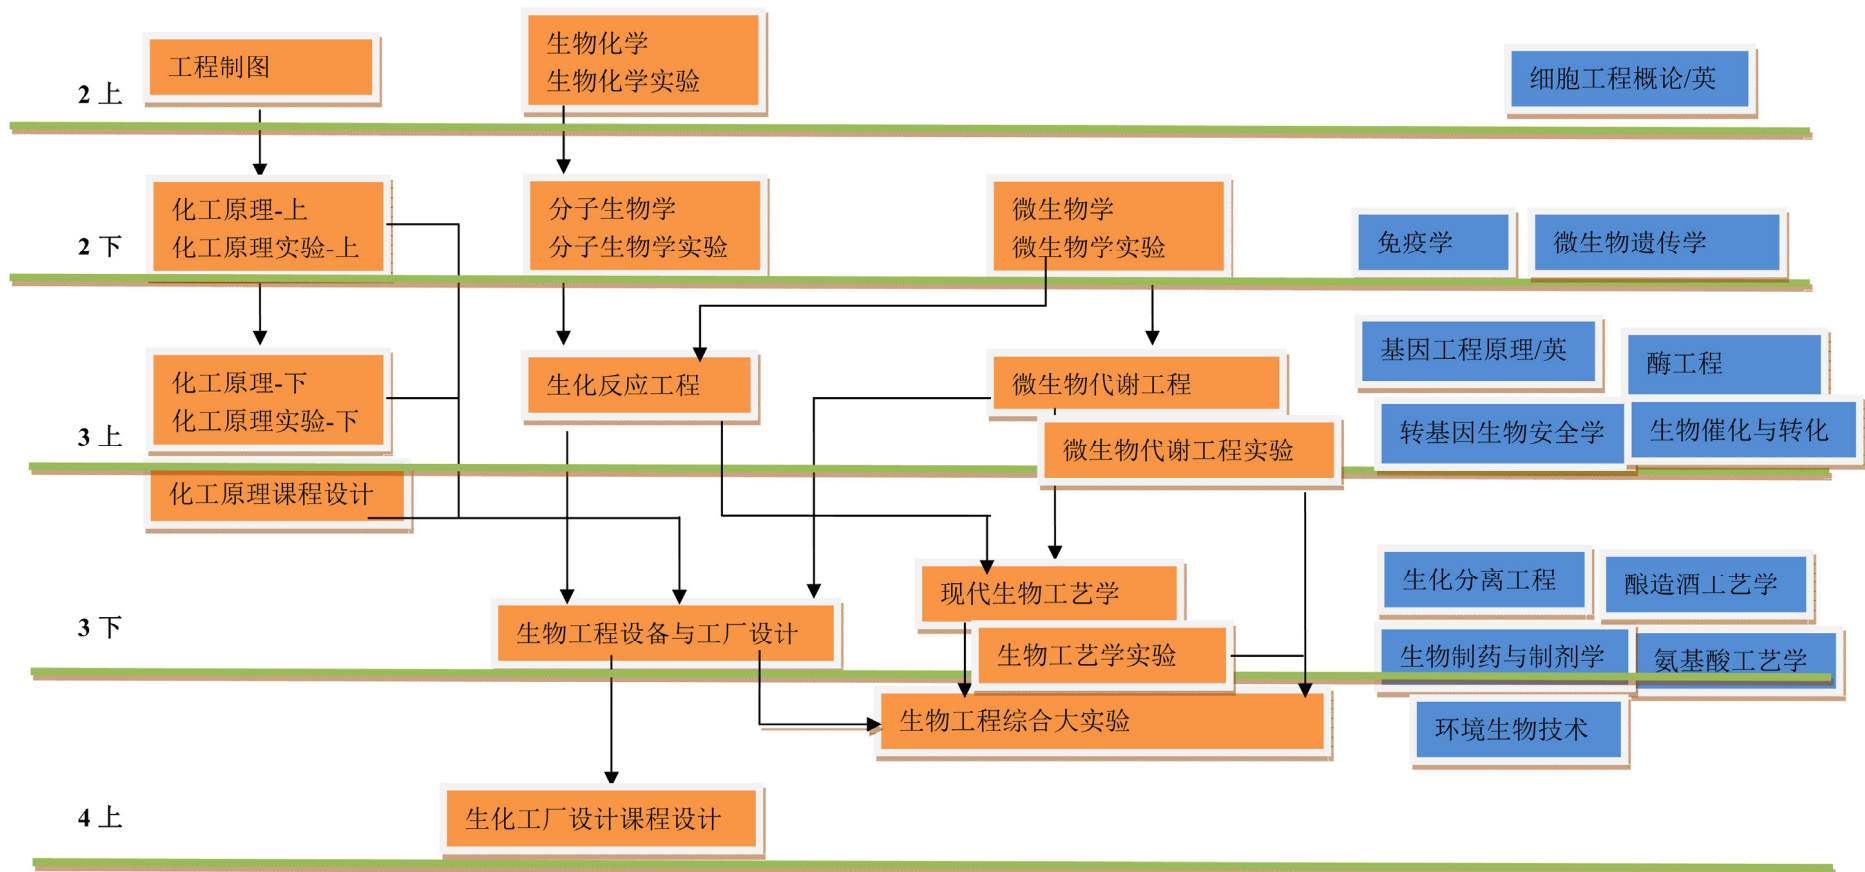 2 上
工程制图
生物化学
生物化学实验
细胞工程概论/英
2 下
化工原理-上
化工原理实验-上
分子生物学
分子生物学实验
微生物学
微生物学实验
免疫学
微生物遗传学
3 上
化工原理-下
化工原理实验-下
生化反应工程
微生物代谢工程
微生物代谢工程实验
基因工程原理/英
酶工程
转基因生物安全学
生物催化与转化
化工原理课程设计
3 下
生物工程设备与工厂设计
现代生物工艺学
生物工艺学实验
生化分离工程
酿造酒工艺学
生物制药与制剂学
氨基酸工艺学
生物工程综合大实验
环境生物技术
4 上
生化工厂设计课程设计